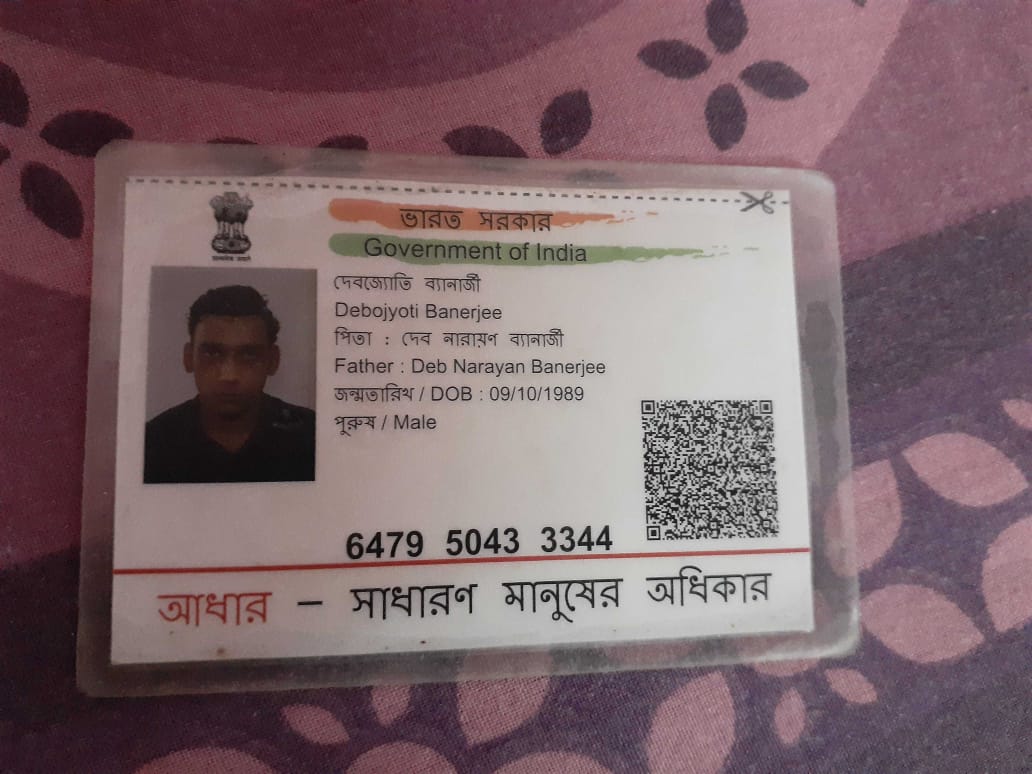 ভারত সরকার
Government of India
দেবজ্যোতি ব্যানার্জী
Debojyoti Banerjee
পিতা : দেব নারায়ণ ব্যানার্জী
Father : Deb Narayan Banerjee
জন্মতারিখ / DOB : 09/10/1989
পুরুষ / Male
6479 5043 3344
আধার – সাধারণ মানুষের অধিকার